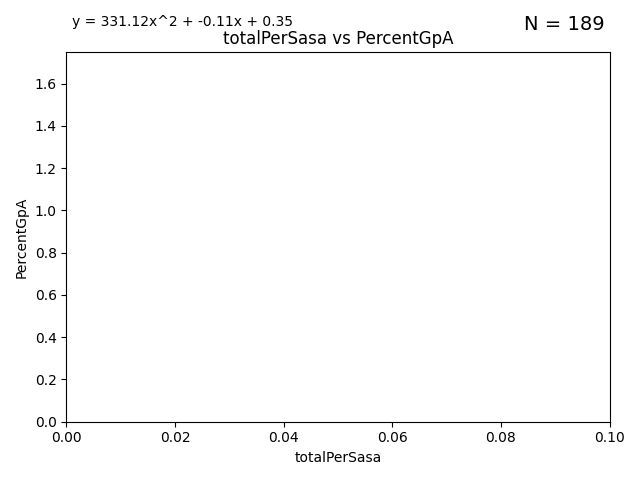 y = 331.12x^2 + -0.11x + 0.35
N = 189
totalPerSasa vs PercentGpA
1.6
1.4
1.2
1.0
0.8
0.6
0.4
0.2
0.0
PercentGpA
0.00 0.02 0.04 0.06 0.08 0.10
totalPerSasa